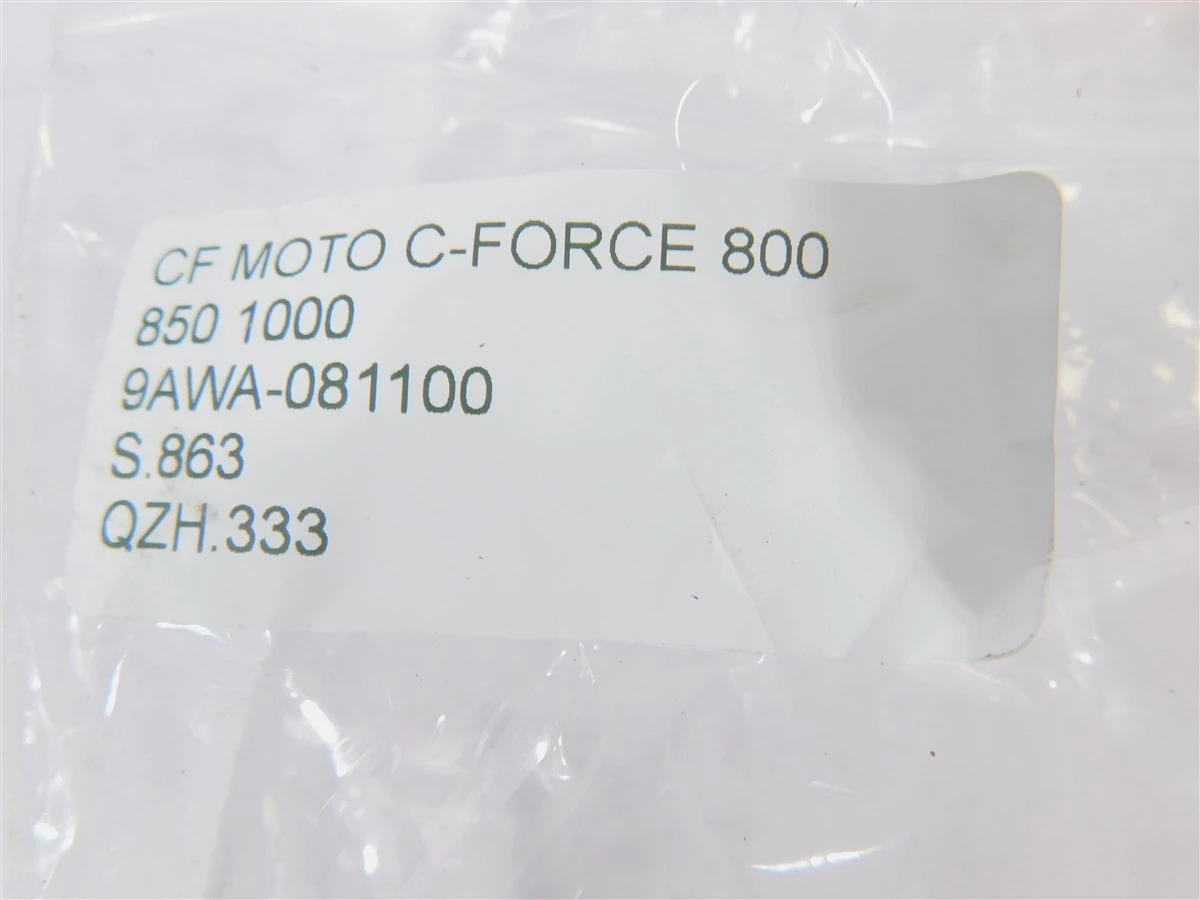 CF MOTO C-FORCE 800
850 1000
9AWA-081100
S.863
QZH.333